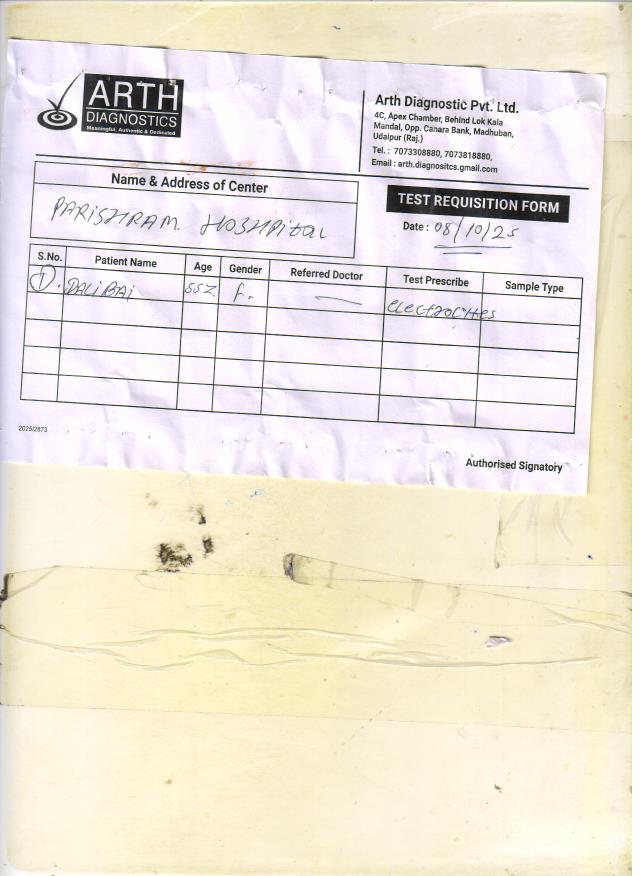 ARTH
DIAGNOSTICS
Meaningful, Authentic & Dedicated
Arth Diagnostic Pvt. Ltd.
4C, Apex Chamber, Behind Lok Kala
Mandal, Opp. Canara Bank, Madhuban,
Udaipur (Raj.)
Tel. : 7073308880, 7073818880,
Email : arth.diagnositcs.gmail.com
Name & Address of Center
PARISHRAM HOSHPITAL
TEST REQUISITION FORM
Date : 08/10/25
S.No. Patient Name Age Gender Referred Doctor Test Prescribe Sample Type
1. DALI BAI F. — electrolytes
2025/2873
Authorised Signatory